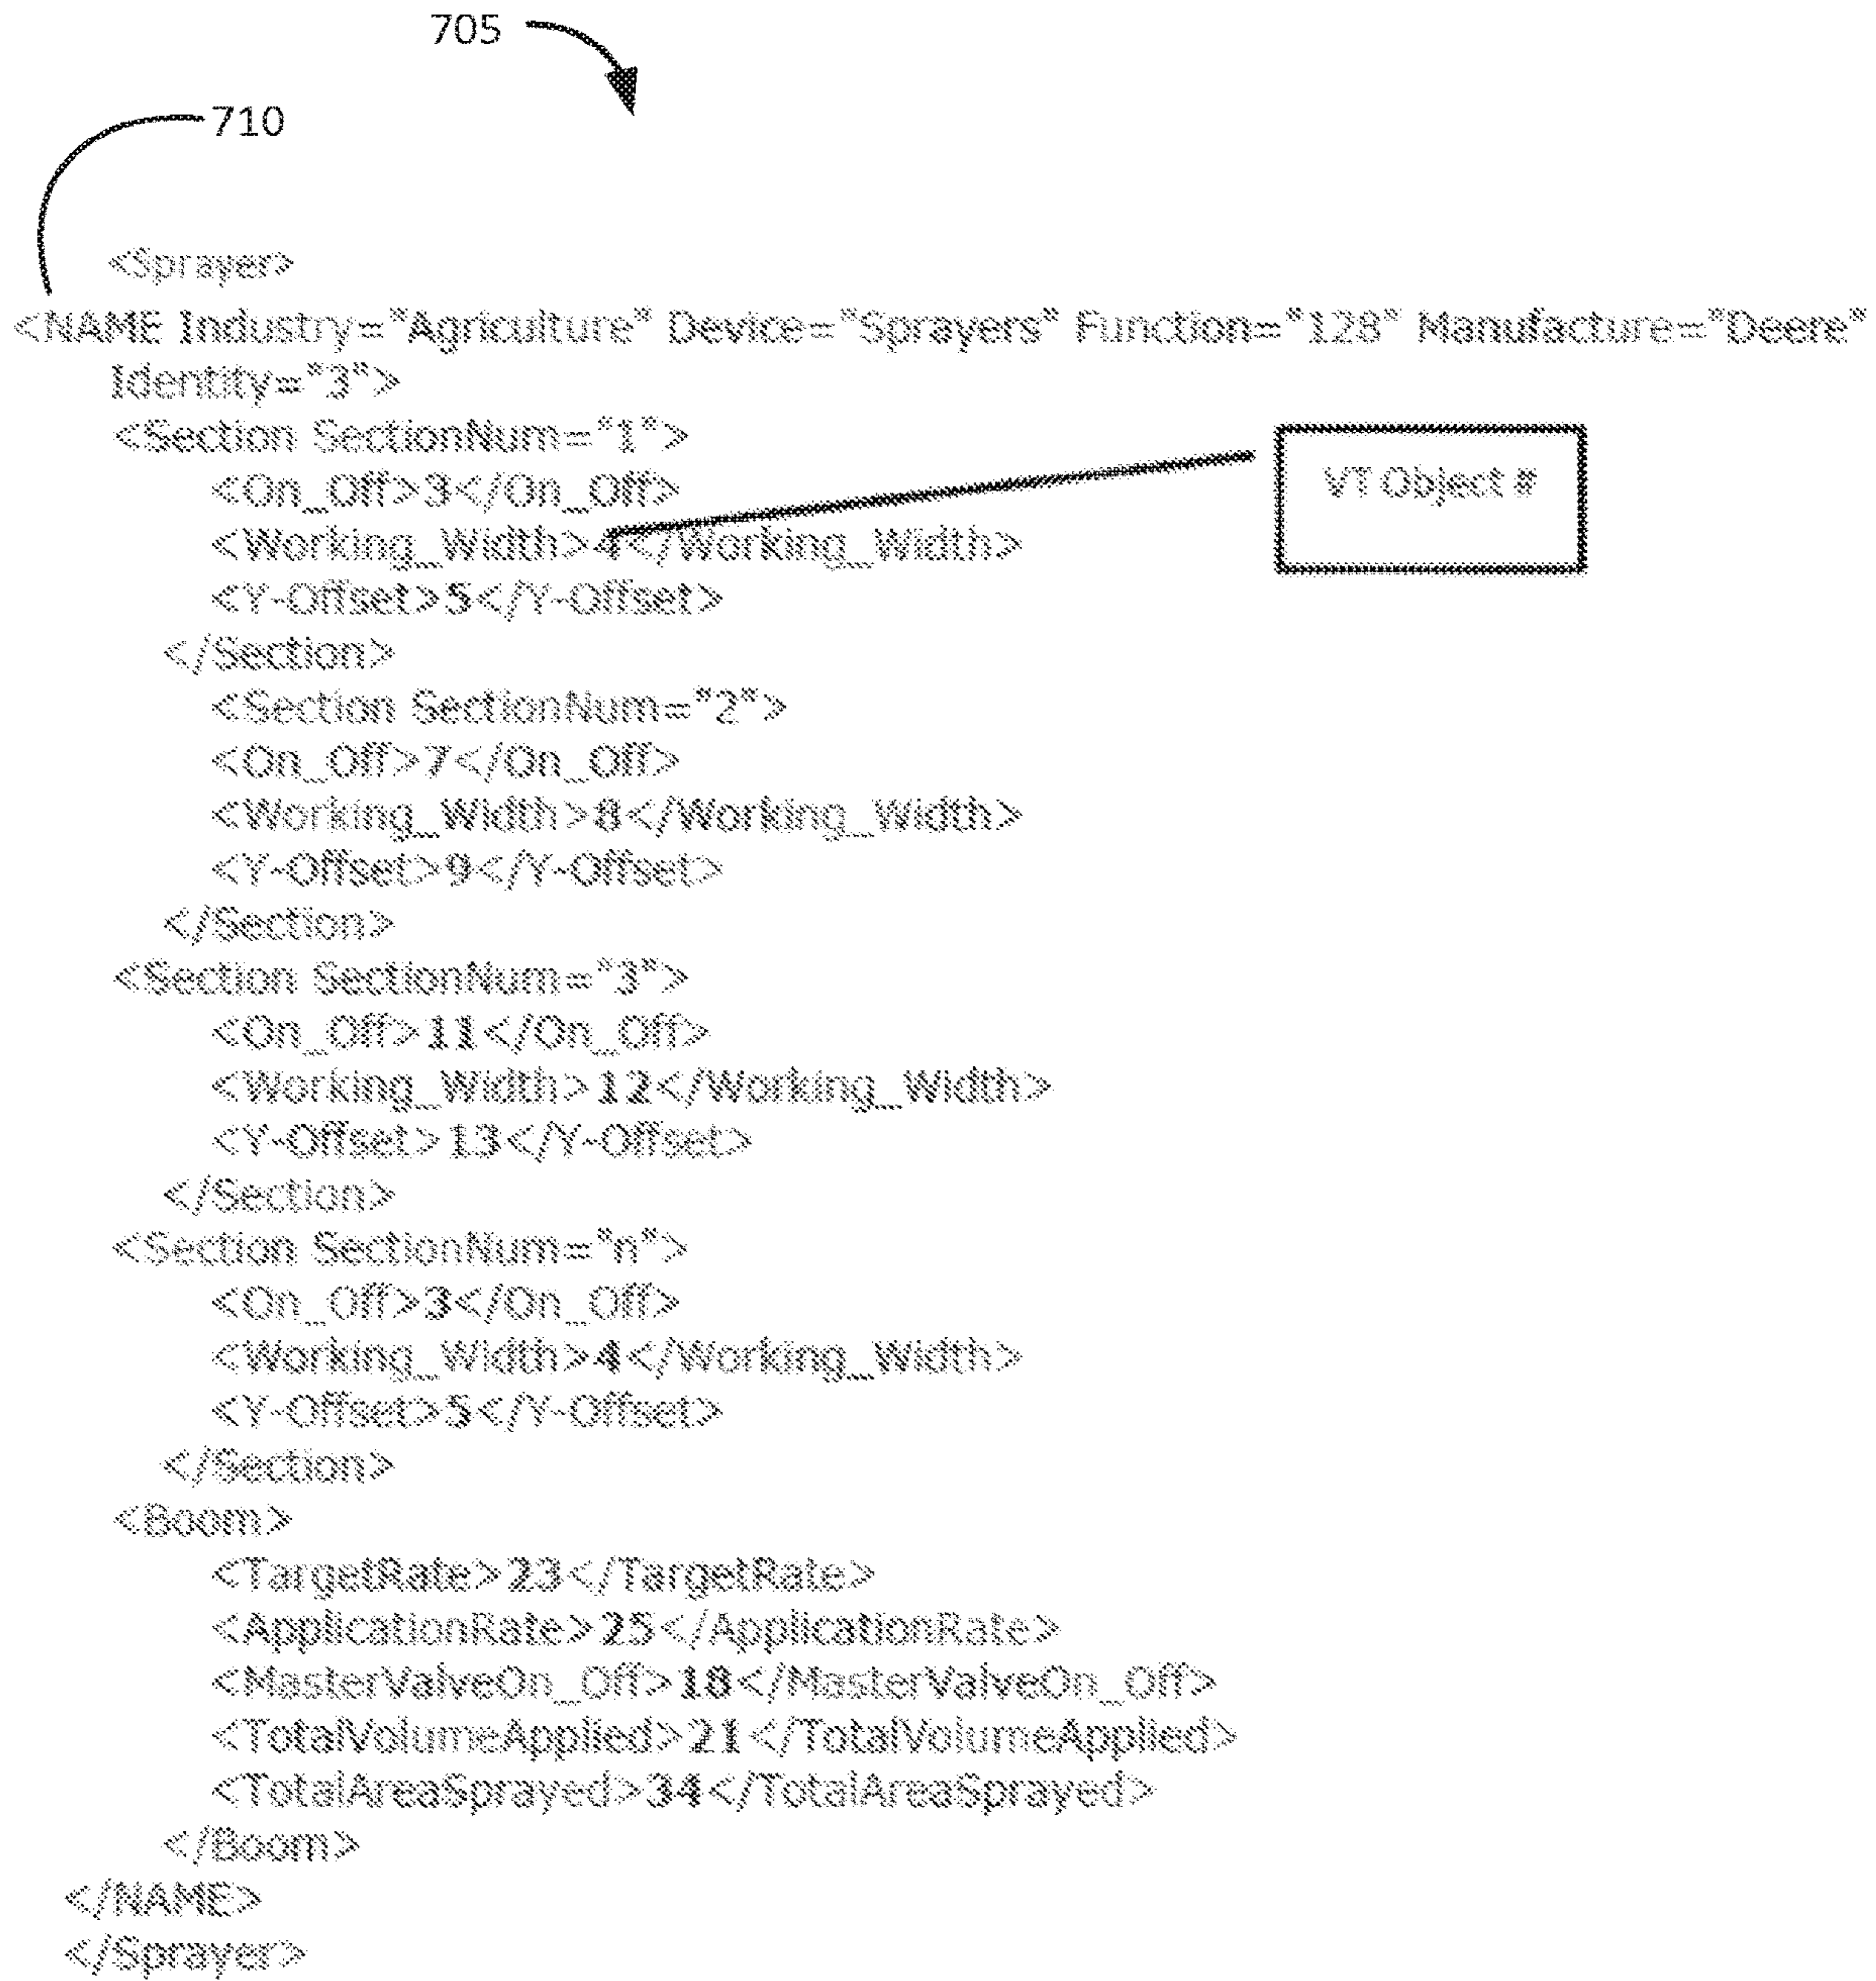 705
710
<Sprayer>
<NAME Industry="Agriculture" Device="Sprayers" Function="128" Manufacture="Deere"
Identity="3">
<Section SectionNum="1">
<On_Off>3</On_Off>
VT Object #
<Working_Width>4</Working_Width>
<Y-Offset>5</Y-Offset>
</Section>
<Section SectionNum="2">
<On_Off>7</On_Off>
<Working_Width>8</Working_Width>
<Y-Offset>9</Y-Offset>
</Section>
<Section SectionNum="3">
<On_Off>11</On_Off>
<Working_Width>12</Working_Width>
<Y-Offset>13</Y-Offset>
</Section>
<Section SectionNum="n">
<On_Off>3</On_Off>
<Working_Width>4</Working_Width>
<Y-Offset>5</Y-Offset>
</Section>
<Boom>
<TargetRate>23</TargetRate>
<ApplicationRate>25</ApplicationRate>
<MasterValveOn_Off>18</MasterValveOn_Off>
<TotalVolumeApplied>21</TotalVolumeApplied>
<TotalAreaSprayed>34</TotalAreaSprayed>
</Boom>
</NAME>
</Sprayer>